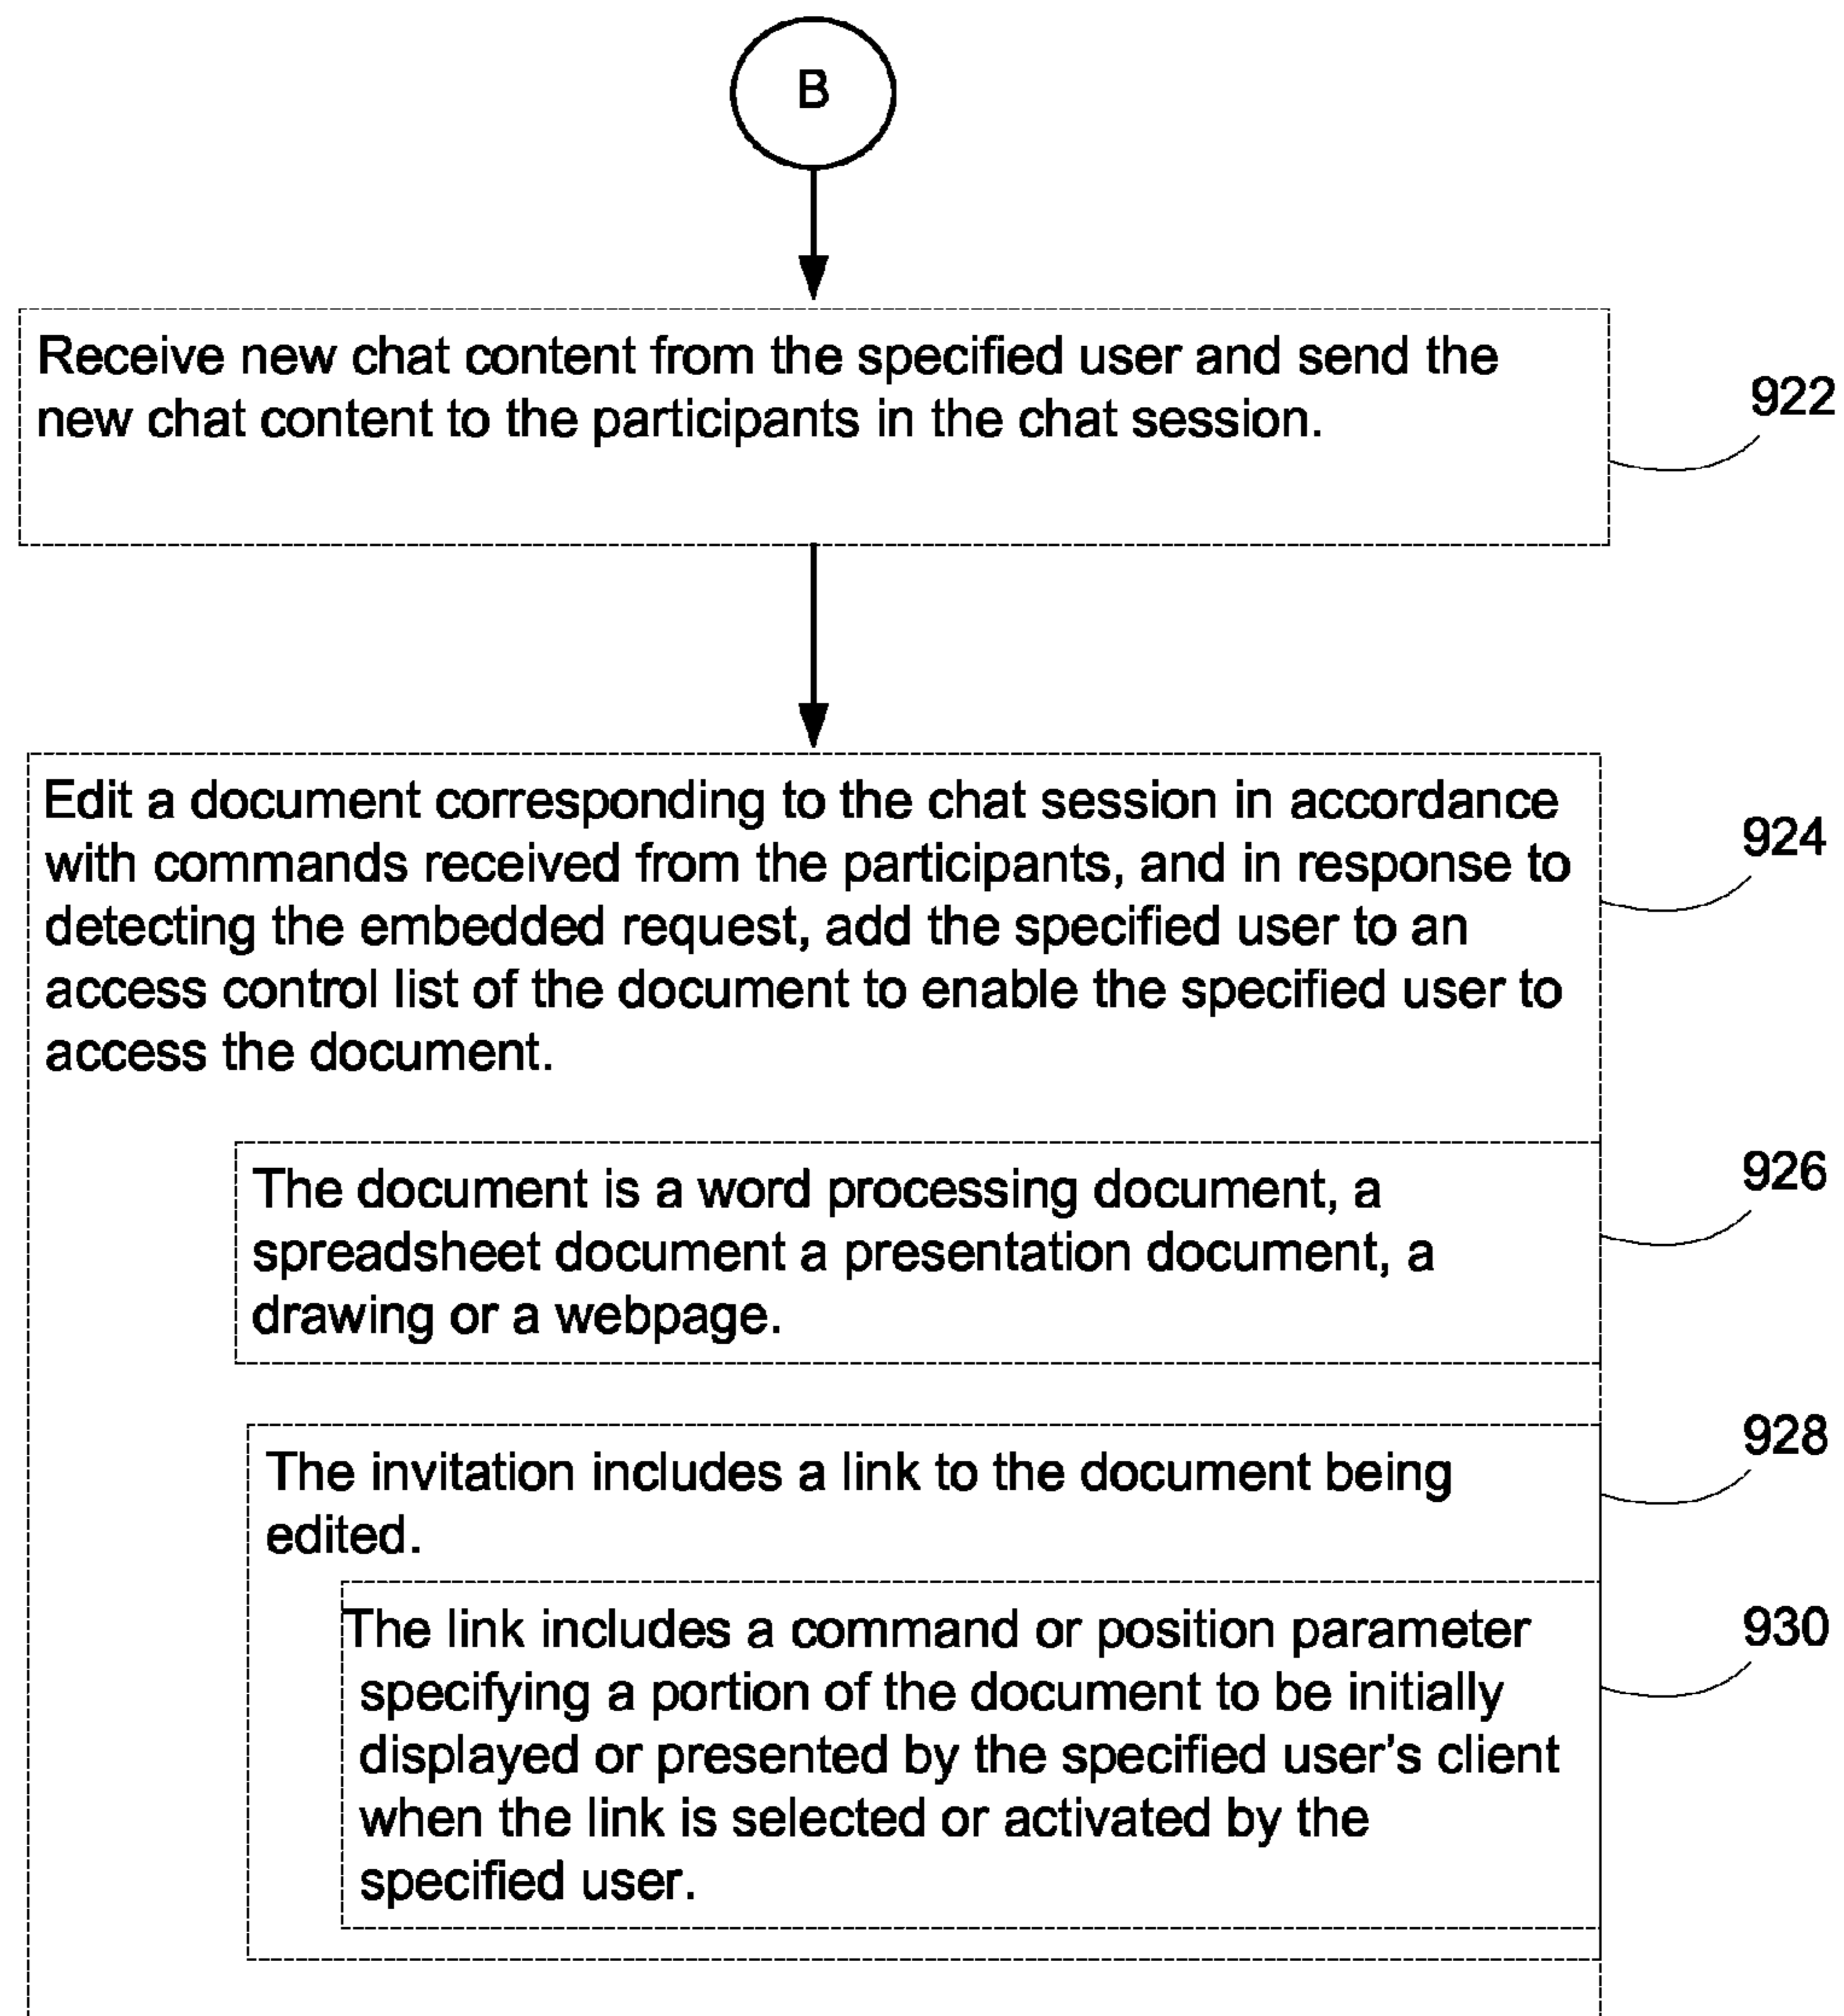 B
Receive new chat content from the specified user and send the
new chat content to the participants in the chat session.
922
Edit a document corresponding to the chat session in accordance
with commands received from the participants, and in response to
detecting the embedded request, add the specified user to an
access control list of the document to enable the specified user to
access the document.
924
The document is a word processing document, a
spreadsheet document a presentation document, a
drawing or a webpage.
926
The invitation includes a link to the document being
edited.
928
The link includes a command or position parameter
specifying a portion of the document to be initially
displayed or presented by the specified user’s client
when the link is selected or activated by the
specified user.
930